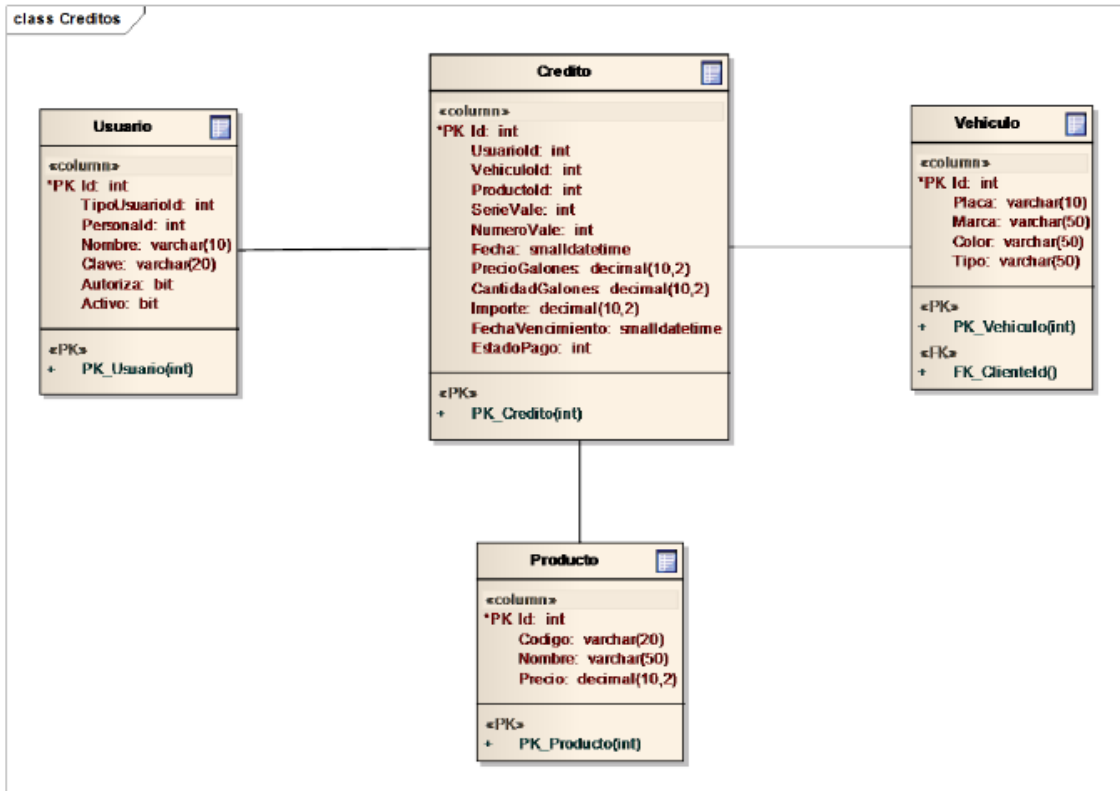 class Creditos
Usuario
«column»
*PK Id: int
TipoUsuarioId: int
PersonaId: int
Nombre: varchar(10)
Clave: varchar(20)
Autoriza: bit
Activo: bit
«PK»
+ PK_Usuario(int)
Credito
«column»
*PK Id: int
UsuarioId: int
VehiculoId: int
ProductoId: int
SerieVale: int
NumeroVale: int
Fecha: smalldatetime
PrecioGalones: decimal(10,2)
CantidadGalones: decimal(10,2)
Importe: decimal(10,2)
FechaVencimiento: smalldatetime
EstadoPago: int
«PK»
+ PK_Credito(int)
Vehiculo
«column»
*PK Id: int
Placa: varchar(10)
Marca: varchar(50)
Color: varchar(50)
Tipo: varchar(50)
«PK»
+ PK_Vehiculo(int)
«FK»
+ FK_ClienteId()
Producto
«column»
*PK Id: int
Codigo: varchar(20)
Nombre: varchar(50)
Precio: decimal(10,2)
«PK»
+ PK_Producto(int)